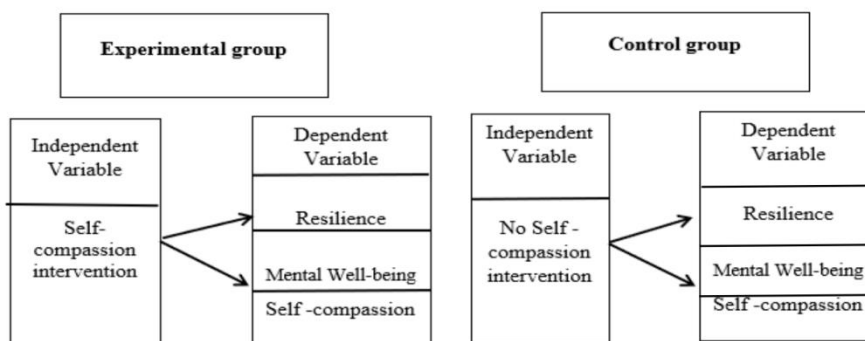 Experimental group
Control group
Independent
Variable
Self-
compassion
intervention
Dependent
Variable
Resilience
Mental Well-being
Self -compassion
Independent
Variable
No Self -
compassion
intervention
Dependent
Variable
Resilience
Mental Well-being
Self -compassion